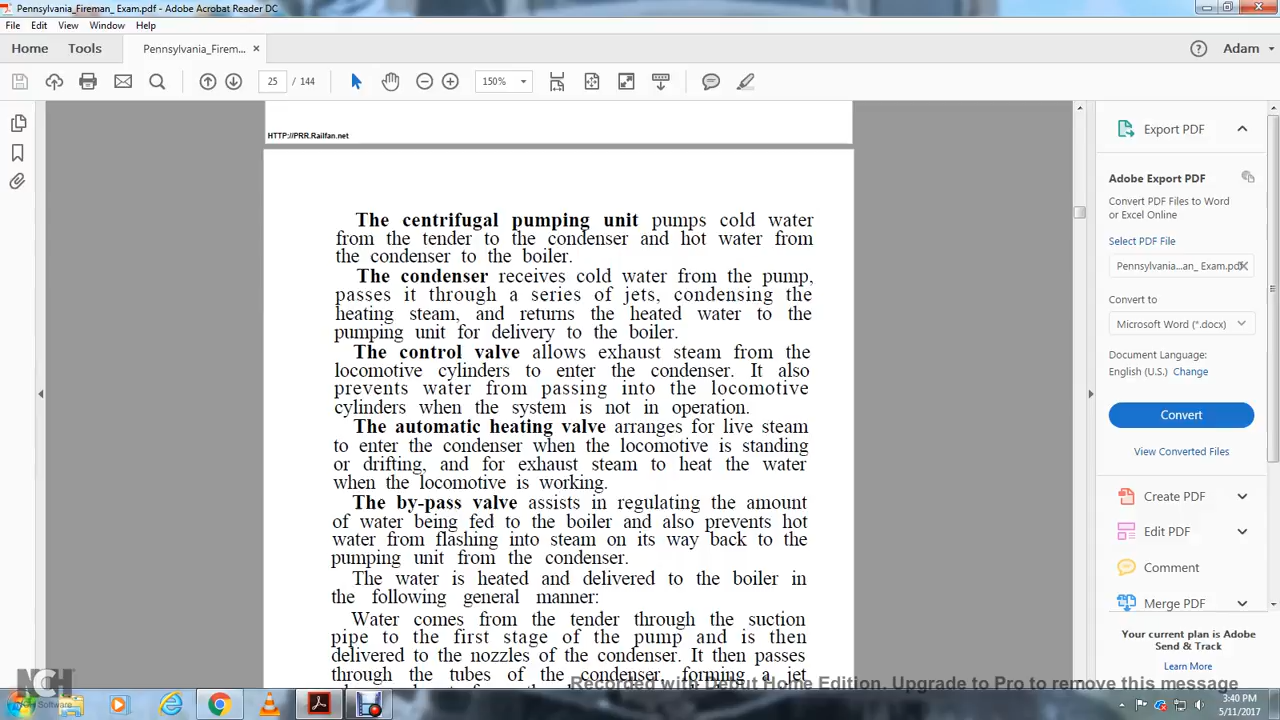 Pennsylvania_Fireman_ Exam.pdf - Adobe Acrobat Reader DC
File Edit View Window Help
Home Tools Pennsylvania_Firem... × Adam
25 / 144 150%
HTTP://PRR.Railfan.net
The centrifugal pumping unit pumps cold water
from the tender to the condenser and hot water from
the condenser to the boiler.
The condenser receives cold water from the pump,
passes it through a series of jets, condensing the
heating steam, and returns the heated water to the
pumping unit for delivery to the boiler.
The control valve allows exhaust steam from the
locomotive cylinders to enter the condenser. It also
prevents water from passing into the locomotive
cylinders when the system is not in operation.
The automatic heating valve arranges for live steam
to enter the condenser when the locomotive is standing
or drifting, and for exhaust steam to heat the water
when the locomotive is working.
The by-pass valve assists in regulating the amount
of water being fed to the boiler and also prevents hot
water from flashing into steam on its way back to the
pumping unit from the condenser.
The water is heated and delivered to the boiler in
the following general manner:
Water comes from the tender through the suction
pipe to the first stage of the pump and is then
delivered to the nozzles of the condenser. It then passes
through the tubes of the condenser, forming a jet
Export PDF
Adobe Export PDF
Convert PDF Files to Word
or Excel Online
Select PDF File
Pennsylvania...an_ Exam.pdf
Convert to
Microsoft Word (*.docx)
Document Language:
English (U.S.) Change
Convert
View Converted Files
Create PDF
Edit PDF
Comment
Merge PDF
Your current plan is Adobe
Send & Track
Learn More
NCH
Software
Recorded with Debut Home Edition. Upgrade to Pro to remove this message
3:40 PM
5/11/2017